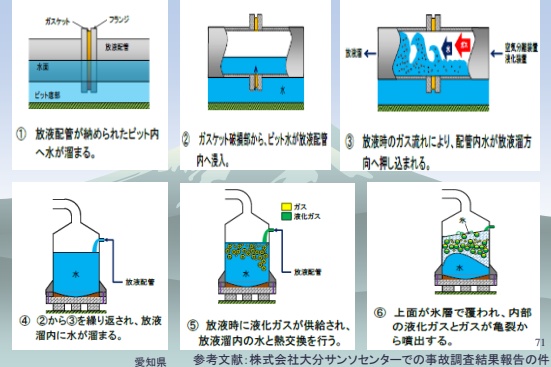 ガスケット
フランジ
放液配管
水面
ピット底部
① 放液配管が納められたピット内
へ水が溜まる。
水
② ガスケット破損部から、ピット水が放液配管
内へ浸入。
放液溜
水
ガス
空気分離装置
液化装置
③ 放液時のガス流れにより、配管内水が放液溜方
向へ押し込まれる。
水
放液配管
④ ②から③を繰り返され、放液
溜内に水が溜まる。
ガス
液化ガス
水
放液配管
⑤ 放液時に液化ガスが供給され、
放液溜内の水と熱交換を行う。
氷
水
⑥ 上面が氷層で覆われ、内部
の液化ガスとガスが亀裂か
ら噴出する。
71
愛知県
参考文献:株式会社大分サンソセンターでの事故調査結果報告の件